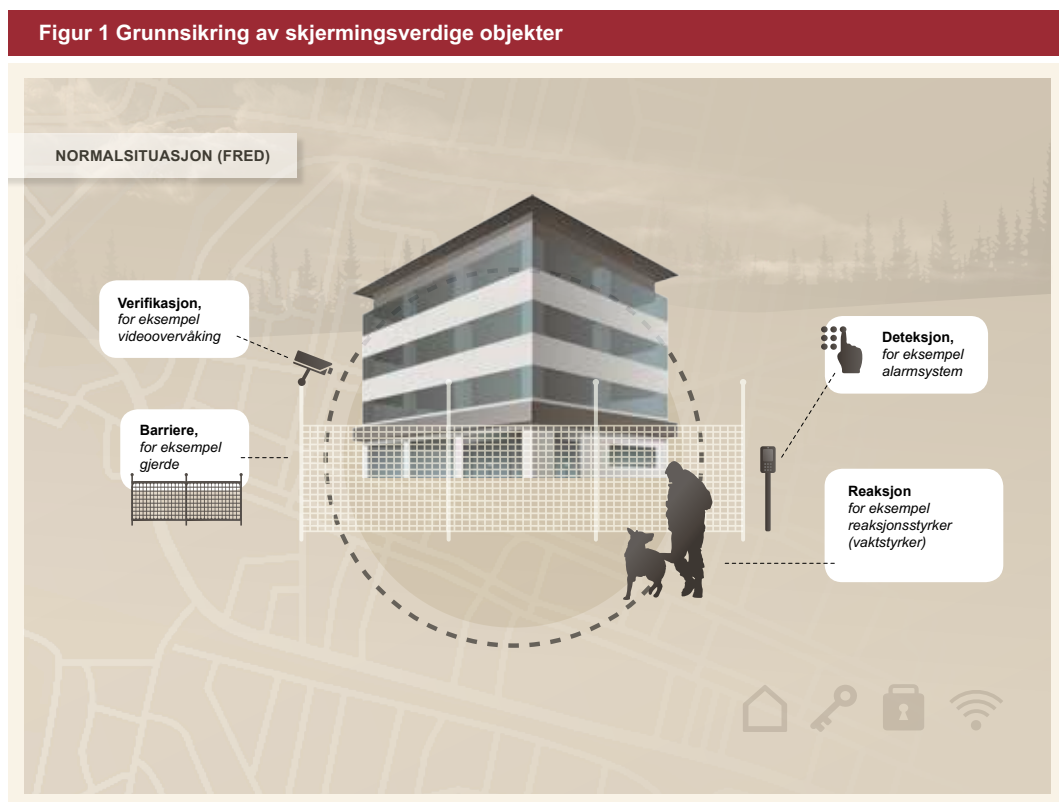 Figur 1 Grunnsikring av skjermingsverdige objekter
NORMALSITUASJON (FRED)
Verifikasjon,
for eksempel
videoovervåking
Barriere,
for eksempel
gjerde
Deteksjon,
for eksempel
alarmsystem
Reaksjon
for eksempel
reaksjonsstyrker
(vaktstyrker)